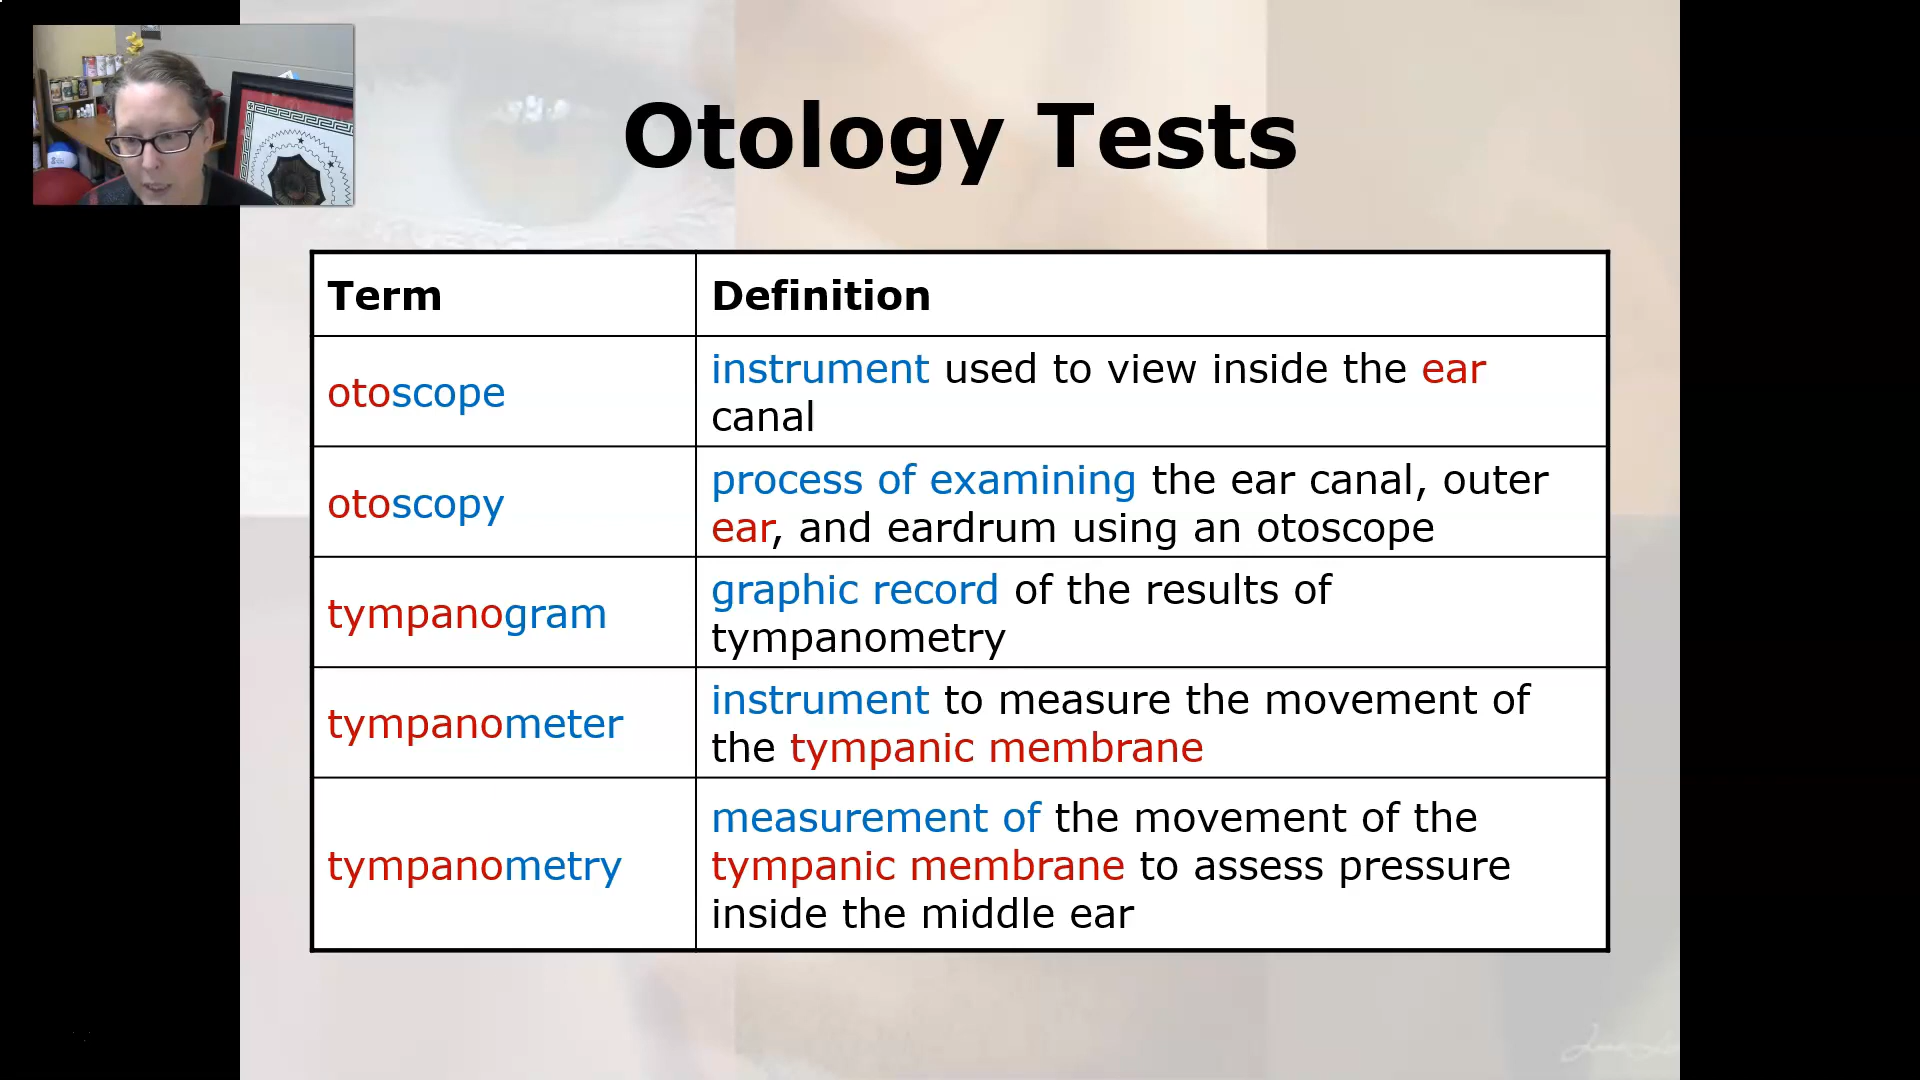 Otology Tests
Term
Definition
otoscope
instrument used to view inside the ear
canal
otoscopy
process of examining the ear canal, outer
ear, and eardrum using an otoscope
tympanogram
graphic record of the results of
tympanometry
tympanometer
instrument to measure the movement of
the tympanic membrane
tympanometry
measurement of the movement of the
tympanic membrane to assess pressure
inside the middle ear